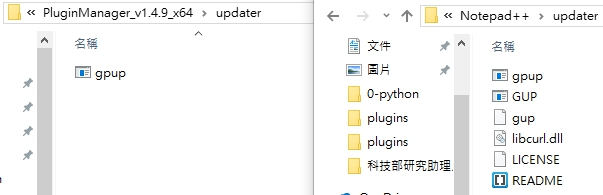 « PluginManager_v1.4.9_x64 › updater
名稱
gpup
« Notepad++ › updater
文件
圖片
0-python
plugins
plugins
科技部研究助理.
名稱
gpup
GUP
gup
libcurl.dll
LICENSE
README